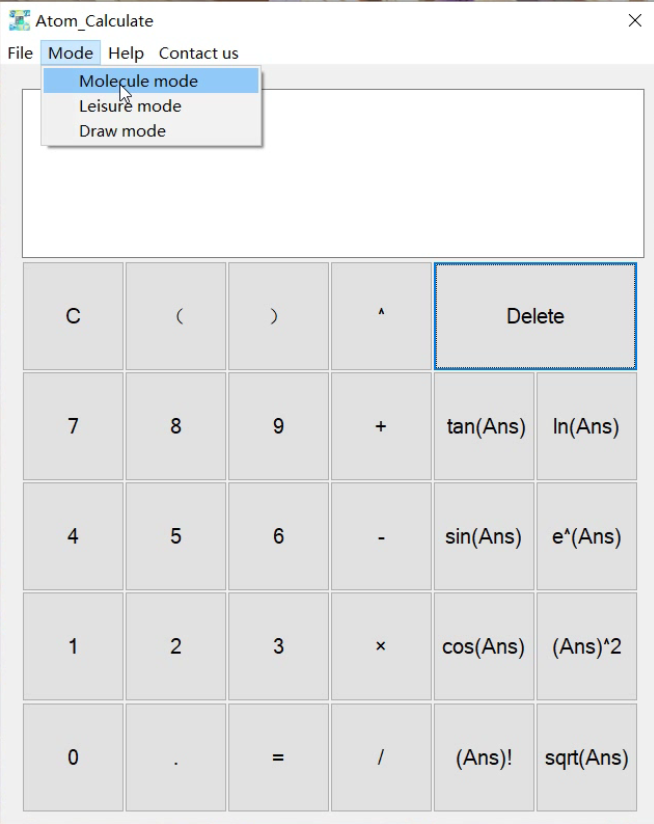 Atom_Calculate
File Mode Help Contact us
Molecule mode
Leisure mode
Draw mode
C （ ） ^ Delete
7 8 9 + tan(Ans) ln(Ans)
4 5 6 - sin(Ans) e^(Ans)
1 2 3 × cos(Ans) (Ans)^2
0 . = / (Ans)! sqrt(Ans)